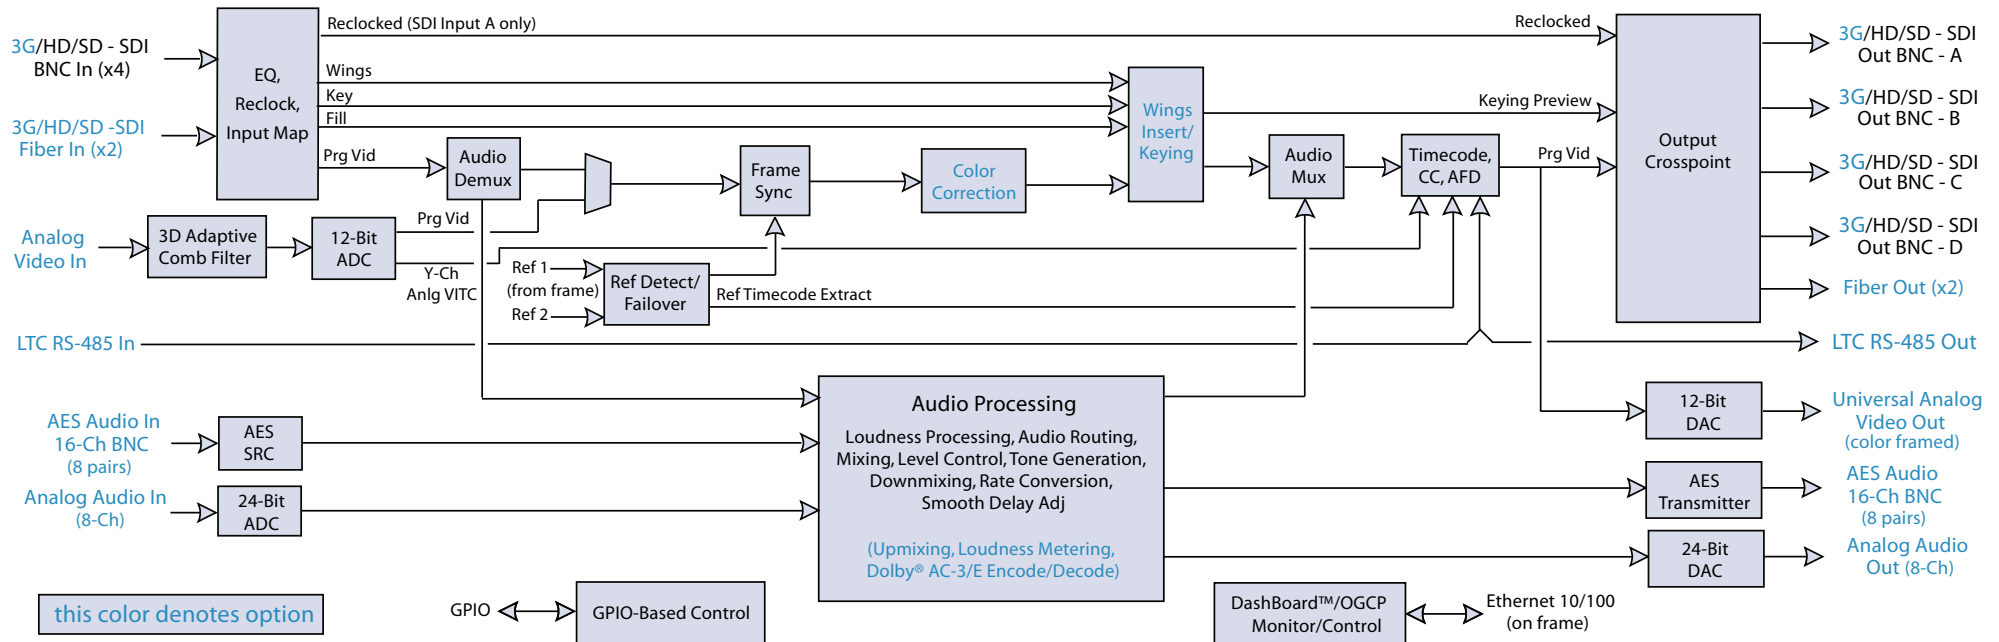 3G/HD/SD - SDI
BNC In (x4)
3G/HD/SD -SDI
Fiber In (x2)
EQ,
Reclock,
Input Map
Reclocked (SDI Input A only)
Reclocked
Wings
Key
Fill
Prg Vid
Audio
Demux
Frame
Sync
Color
Correction
Wings
Insert/
Keying
Keying Preview
Audio
Mux
Timecode,
CC, AFD
Prg Vid
Output
Crosspoint
3G/HD/SD - SDI
Out BNC - A
3G/HD/SD - SDI
Out BNC - B
3G/HD/SD - SDI
Out BNC - C
3G/HD/SD - SDI
Out BNC - D
Fiber Out (x2)
Analog
Video In
3D Adaptive
Comb Filter
12-Bit
ADC
Prg Vid
Y-Ch
Anlg VITC
Ref 1
(from frame)
Ref 2
Ref Detect/
Failover
Ref Timecode Extract
LTC RS-485 In
LTC RS-485 Out
AES Audio In
16-Ch BNC
(8 pairs)
AES
SRC
Analog Audio In
(8-Ch)
24-Bit
ADC
Audio Processing
Loudness Processing, Audio Routing,
Mixing, Level Control, Tone Generation,
Downmixing, Rate Conversion,
Smooth Delay Adj
(Upmixing, Loudness Metering,
Dolby® AC-3/E Encode/Decode)
12-Bit
DAC
Universal Analog
Video Out
(color framed)
AES
Transmitter
AES Audio
16-Ch BNC
(8 pairs)
24-Bit
DAC
Analog Audio
Out (8-Ch)
this color denotes option
GPIO
GPIO-Based Control
DashBoard™/OGCP
Monitor/Control
Ethernet 10/100
(on frame)